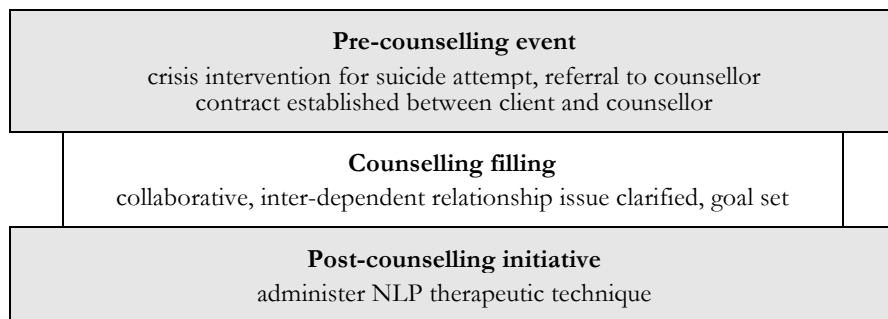 Pre-counselling event
crisis intervention for suicide attempt, referral to counsellor
contract established between client and counsellor
Counselling filling
collaborative, inter-dependent relationship issue clarified, goal set
Post-counselling initiative
administer NLP therapeutic technique